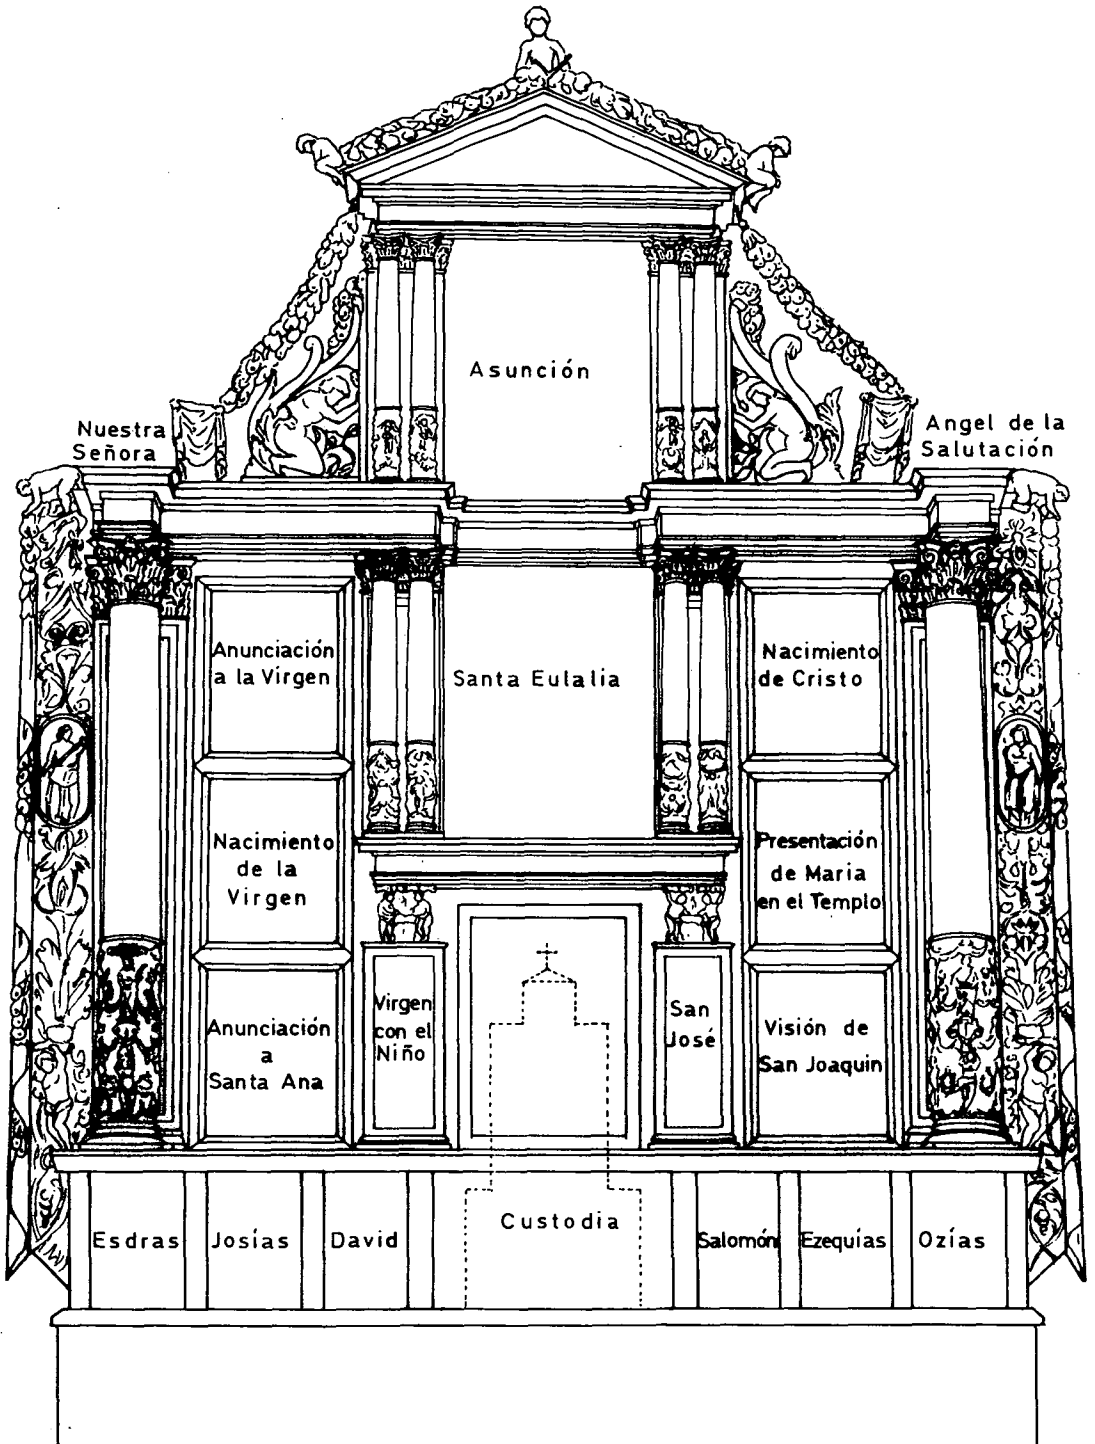 Asunción
Nuestra
Señora
Angel de la
Salutación
Anunciación
a la Virgen
Santa Eulalia
Nacimiento
de Cristo
Nacimiento
de la
Virgen
Presentación
de Maria
en el Templo
Anunciación
a
Santa Ana
Virgen
con el
Niño
San
José
Visión de
San Joaquin
Esdras
Josías
David
Custodia
Salomón
Ezequías
Ozías